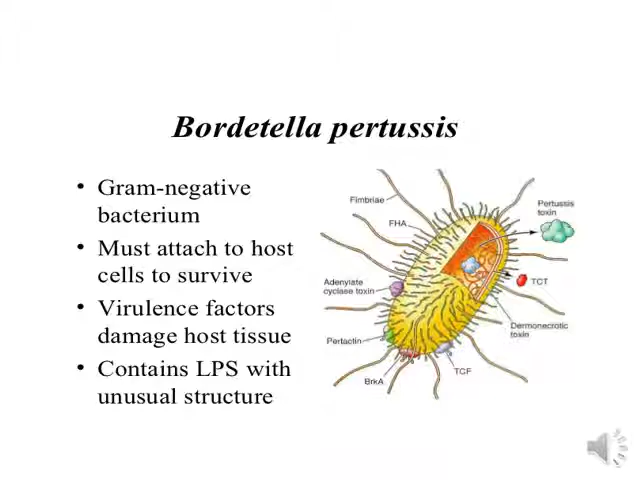 Bordetella pertussis
• Gram-negative
bacterium
• Must attach to host
cells to survive
• Virulence factors
damage host tissue
• Contains LPS with
unusual structure
Fimbriae
FHA
Pertussis
toxin
Adenylate
cyclase toxin
TCT
Dermonecrotic
toxin
Pertactin
TCF
BrkA